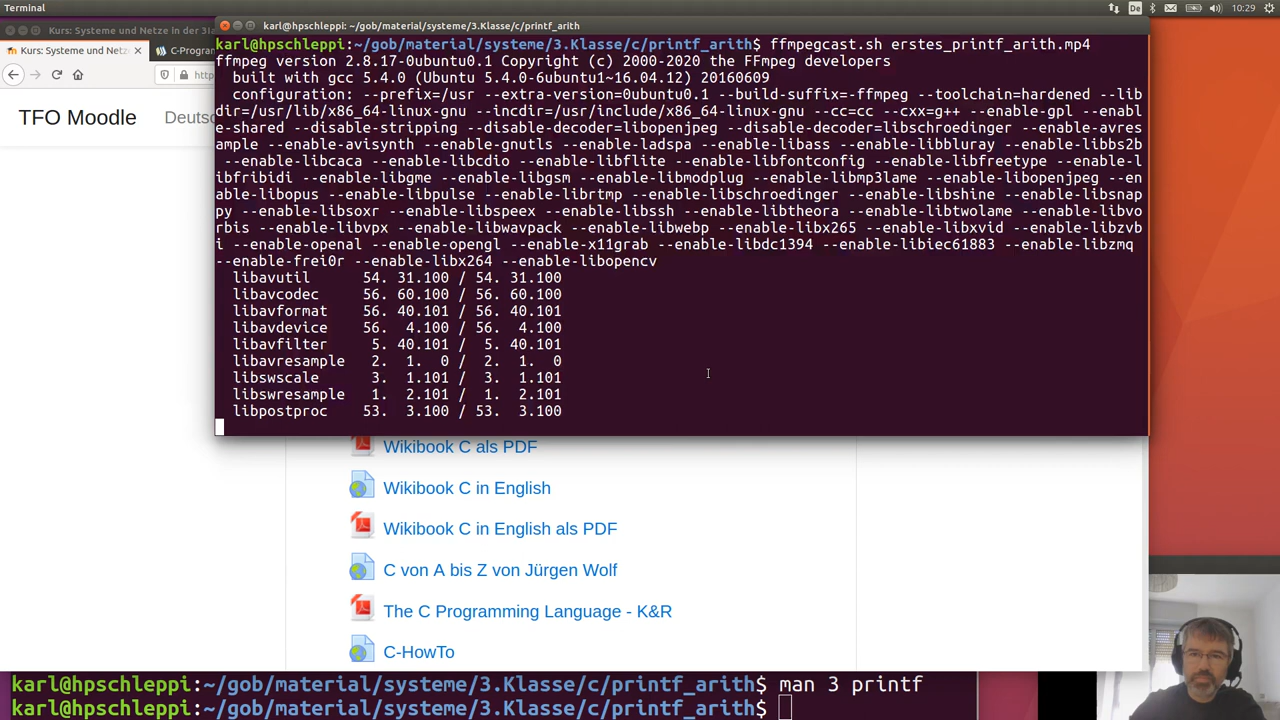 Terminal
De
10:29
Kurs: Systeme und Netze in der 3Ia
karl@hpschleppi: ~/gob/material/systeme/3.Klasse/c/printf_arith
Kurs: Systeme und Netz
C-Progra
http
TFO Moodle
Deutsc
karl@hpschleppi:~/gob/material/systeme/3.Klasse/c/printf_arith$ ffmpegcast.sh erstes_printf_arith.mp4
ffmpeg version 2.8.17-0ubuntu0.1 Copyright (c) 2000-2020 the FFmpeg developers
built with gcc 5.4.0 (Ubuntu 5.4.0-6ubuntu1~16.04.12) 20160609
configuration: --prefix=/usr --extra-version=0ubuntu0.1 --build-suffix=-ffmpeg --toolchain=hardened --lib
dir=/usr/lib/x86_64-linux-gnu --incdir=/usr/include/x86_64-linux-gnu --cc=cc --cxx=g++ --enable-gpl --enabl
e-shared --disable-stripping --disable-decoder=libopenjpeg --disable-decoder=libschroedinger --enable-avres
ample --enable-avisynth --enable-gnutls --enable-ladspa --enable-libass --enable-libbluray --enable-libbs2b
--enable-libcaca --enable-libcdio --enable-libflite --enable-libfontconfig --enable-libfreetype --enable-l
ibfribidi --enable-libgme --enable-libgsm --enable-libmodplug --enable-libmp3lame --enable-libopenjpeg --en
able-libopus --enable-libpulse --enable-librtmp --enable-libschroedinger --enable-libshine --enable-libsnap
py --enable-libsoxr --enable-libspeex --enable-libssh --enable-libtheora --enable-libtwolame --enable-libvo
rbis --enable-libvpx --enable-libwavpack --enable-libwebp --enable-libx265 --enable-libxvid --enable-libzvb
i --enable-openal --enable-opengl --enable-x11grab --enable-libdc1394 --enable-libiec61883 --enable-libzmq
--enable-frei0r --enable-libx264 --enable-libopencv
libavutil 54. 31.100 / 54. 31.100
libavcodec 56. 60.100 / 56. 60.100
libavformat 56. 40.101 / 56. 40.101
libavdevice 56. 4.100 / 56. 4.100
libavfilter 5. 40.101 / 5. 40.101
libavresample 2. 1. 0 / 2. 1. 0
libswscale 3. 1.101 / 3. 1.101
libswresample 1. 2.101 / 1. 2.101
libpostproc 53. 3.100 / 53. 3.100
Wikibook C als PDF
Wikibook C in English
Wikibook C in English als PDF
C von A bis Z von Jürgen Wolf
The C Programming Language - K&R
C-HowTo
karl@hpschleppi:~/gob/material/systeme/3.Klasse/c/printf_arith$ man 3 printf
karl@hpschleppi:~/gob/material/systeme/3.Klasse/c/printf_arith$